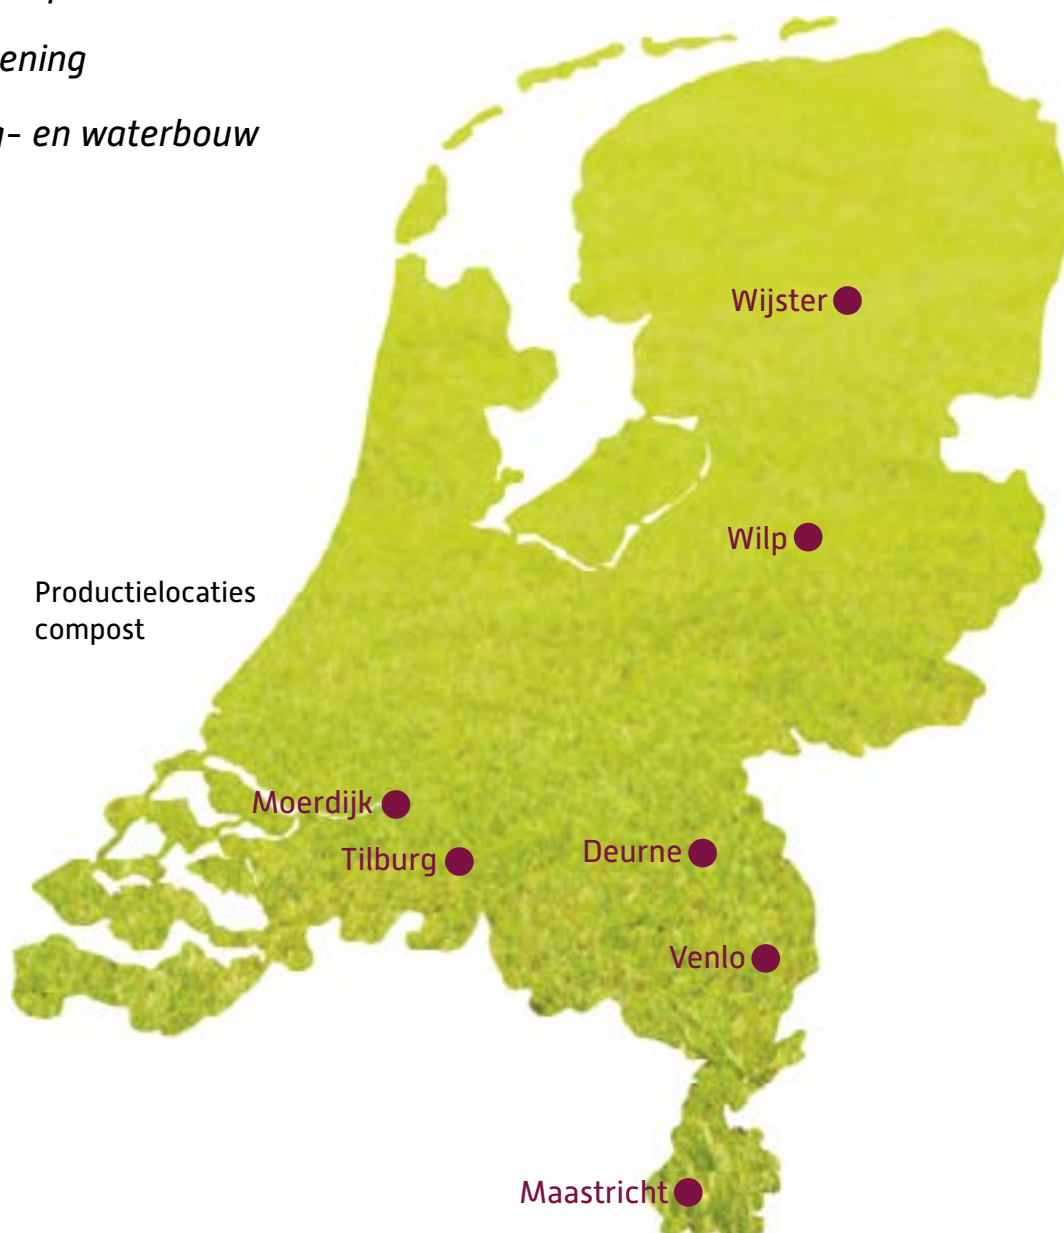 ening
- en waterbouw
Wijster
Wilp
Productielocaties
compost
Moerdijk
Tilburg
Deurne
Venlo
Maastricht